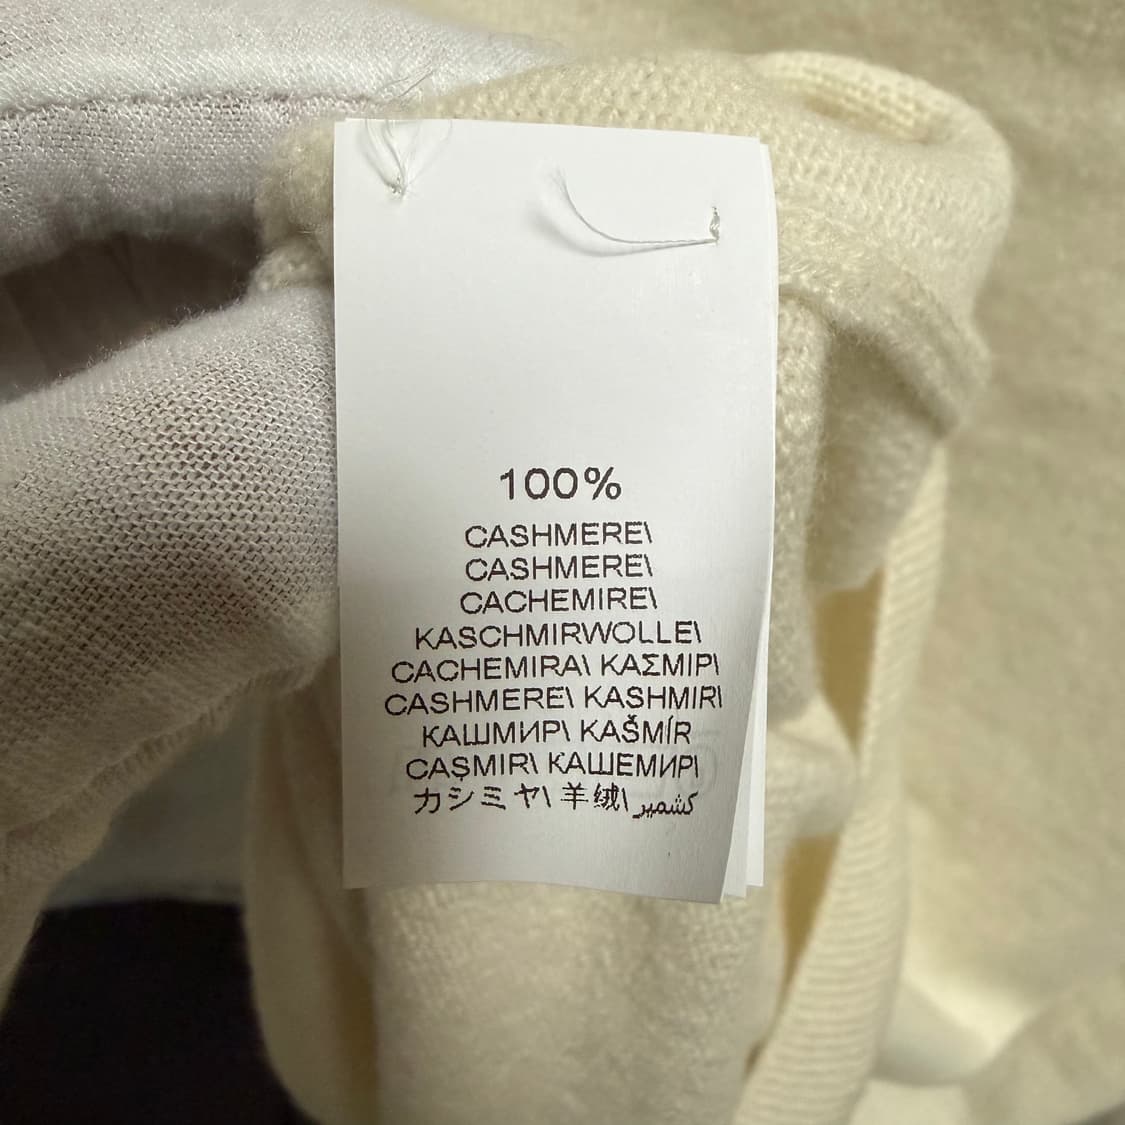 100%
CASHMERE\
CASHMERE\
CACHEMIRE\
KASCHMIRWOLLE\
CACHEMIRA\ ΚΑΣΜΙΡ\
CASHMERE\ KASHMIR\
КАШМИР\ KAŠMÍR
CAŞMIR\ КАШЕМИР\
カシミヤ\ 羊绒\ كشمير